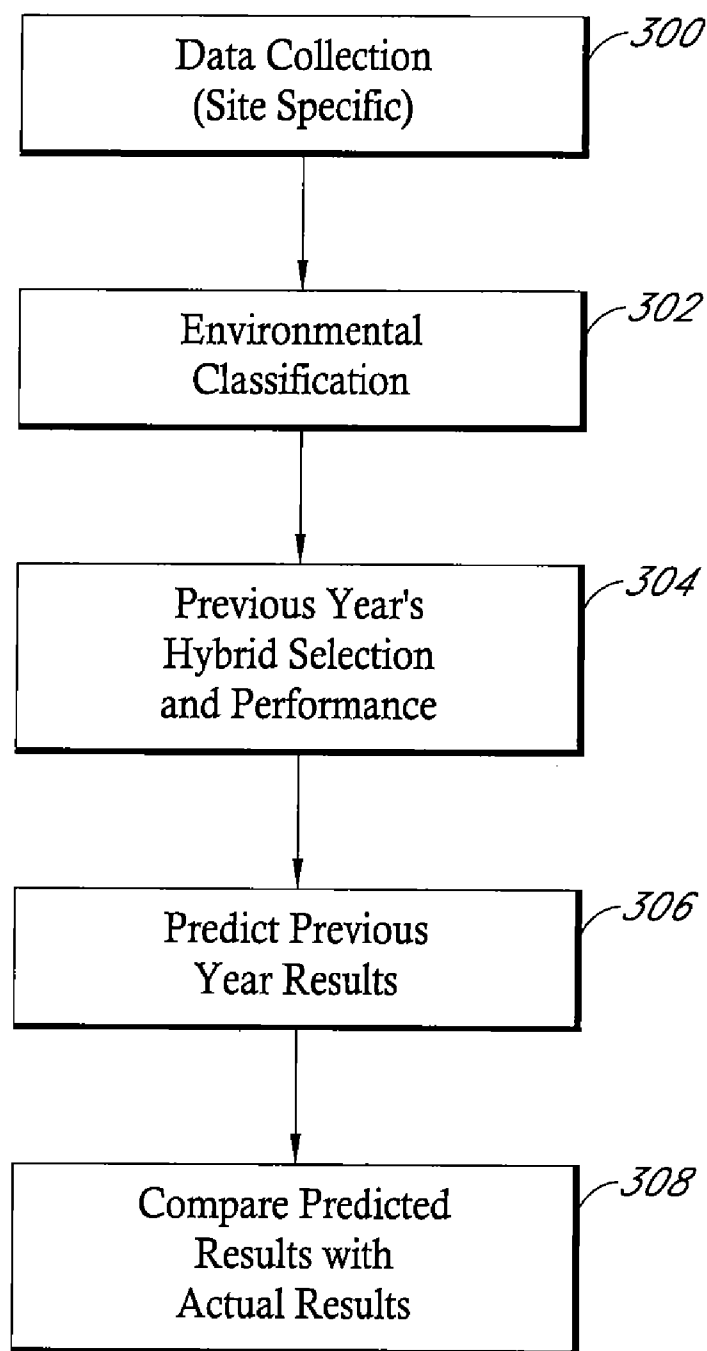 Data Collection
(Site Specific)
300
Environmental
Classification
302
Previous Year's
Hybrid Selection
and Performance
304
Predict Previous
Year Results
306
Compare Predicted
Results with
Actual Results
308